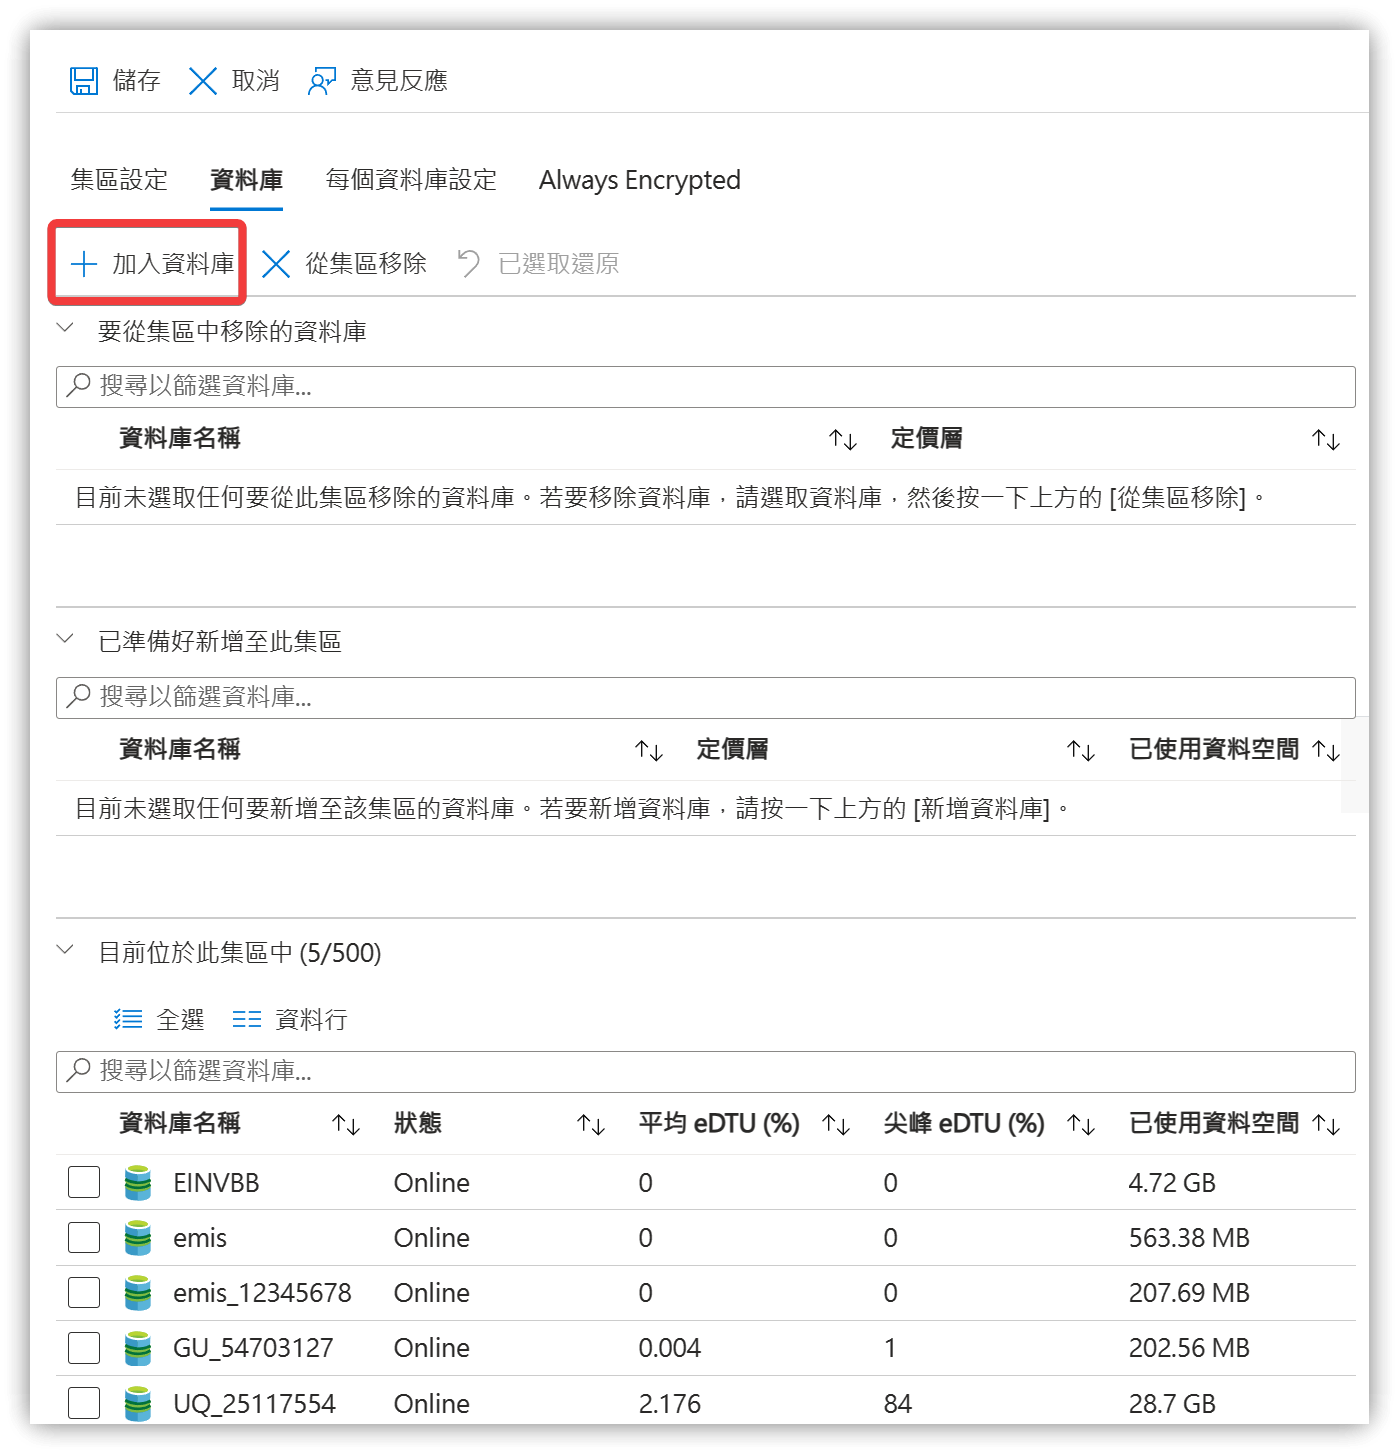 儲存 取消 意見反應
集區設定 資料庫 每個資料庫設定 Always Encrypted
加入資料庫 從集區移除 已選取還原
要從集區中移除的資料庫
搜尋以篩選資料庫...
資料庫名稱 ↑↓ 定價層 ↑↓
目前未選取任何要從此集區移除的資料庫。若要移除資料庫，請選取資料庫，然後按一下上方的 [從集區移除]。
已準備好新增至此集區
搜尋以篩選資料庫...
資料庫名稱 ↑↓ 定價層 ↑↓ 已使用資料空間 ↑↓
目前未選取任何要新增至該集區的資料庫。若要新增資料庫，請按一下上方的 [新增資料庫]。
目前位於此集區中 (5/500)
全選 資料行
搜尋以篩選資料庫...
資料庫名稱 ↑↓ 狀態 ↑↓ 平均 eDTU (%) ↑↓ 尖峰 eDTU (%) ↑↓ 已使用資料空間 ↑↓
EINVBB Online 0 0 4.72 GB
emis Online 0 0 563.38 MB
emis_12345678 Online 0 0 207.69 MB
GU_54703127 Online 0.004 1 202.56 MB
UQ_25117554 Online 2.176 84 28.7 GB